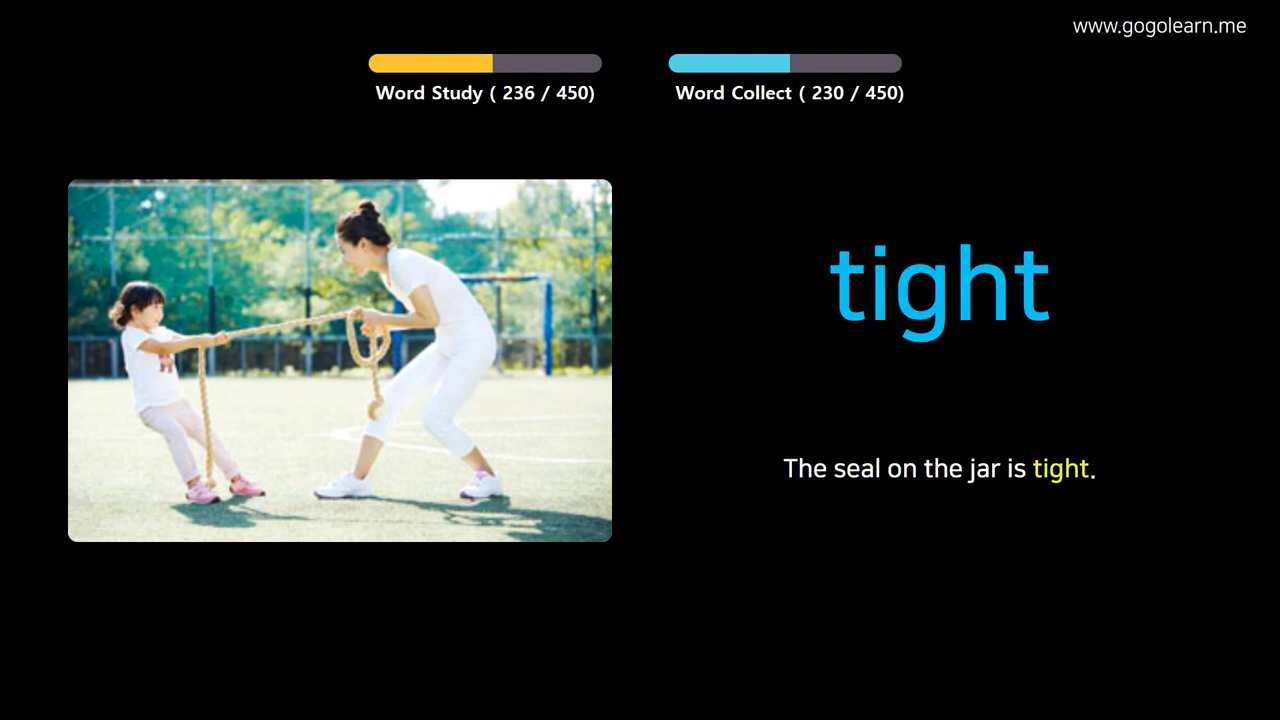 www.gogolearn.me
Word Study ( 236 / 450)
Word Collect ( 230 / 450)
tight
The seal on the jar is tight.